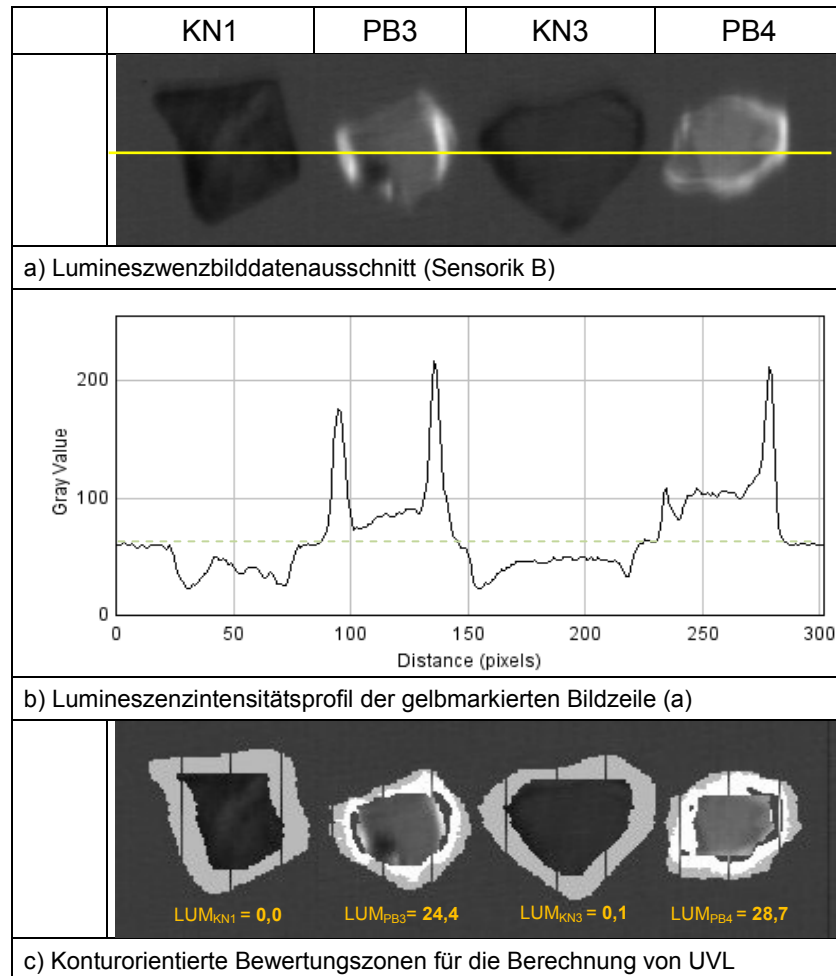 KN1 PB3 KN3 PB4
a) Lumineszwenzbilddatenausschnitt (Sensorik B)
200
100
0
Gray Value
0 50 100 150 200 250 300
Distance (pixels)
b) Lumineszenzintensitätsprofil der gelbmarkierten Bildzeile (a)
LUMKN1 = 0,0 LUMPB3= 24,4 LUMKN3 = 0,1 LUMPB4 = 28,7
c) Konturorientierte Bewertungszonen für die Berechnung von UVL